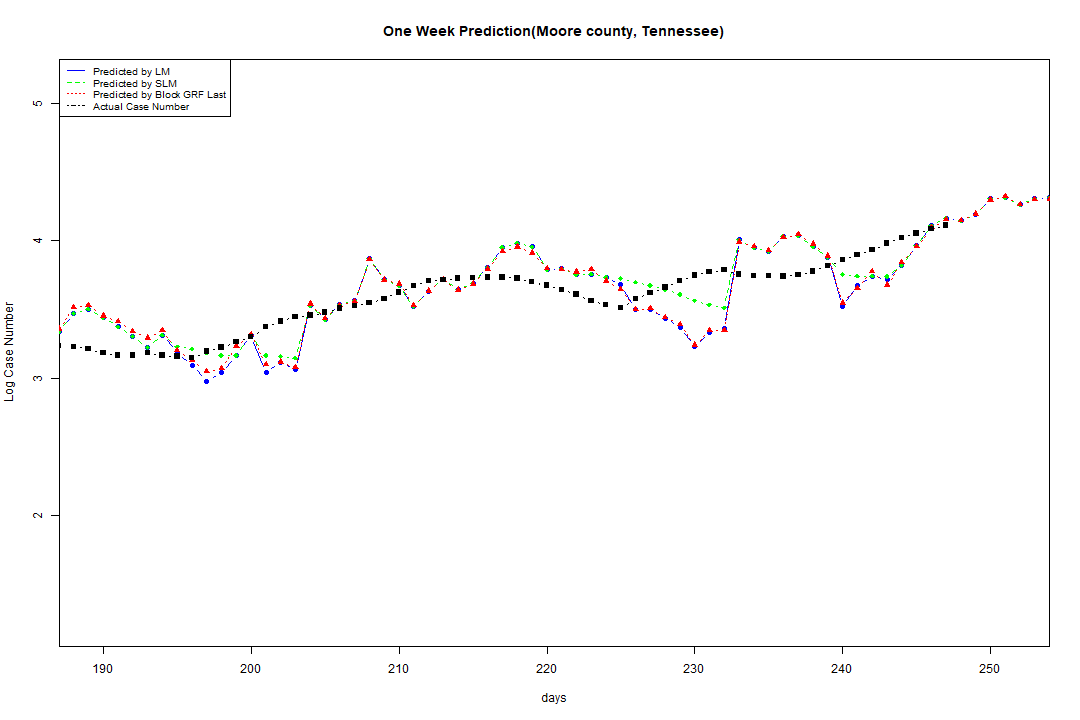 One Week Prediction(Moore county, Tennessee)
Predicted by LM
Predicted by SLM
Predicted by Block GRF Last
Actual Case Number
5
4
3
2
Log Case Number
190 200 210 220 230 240 250
days